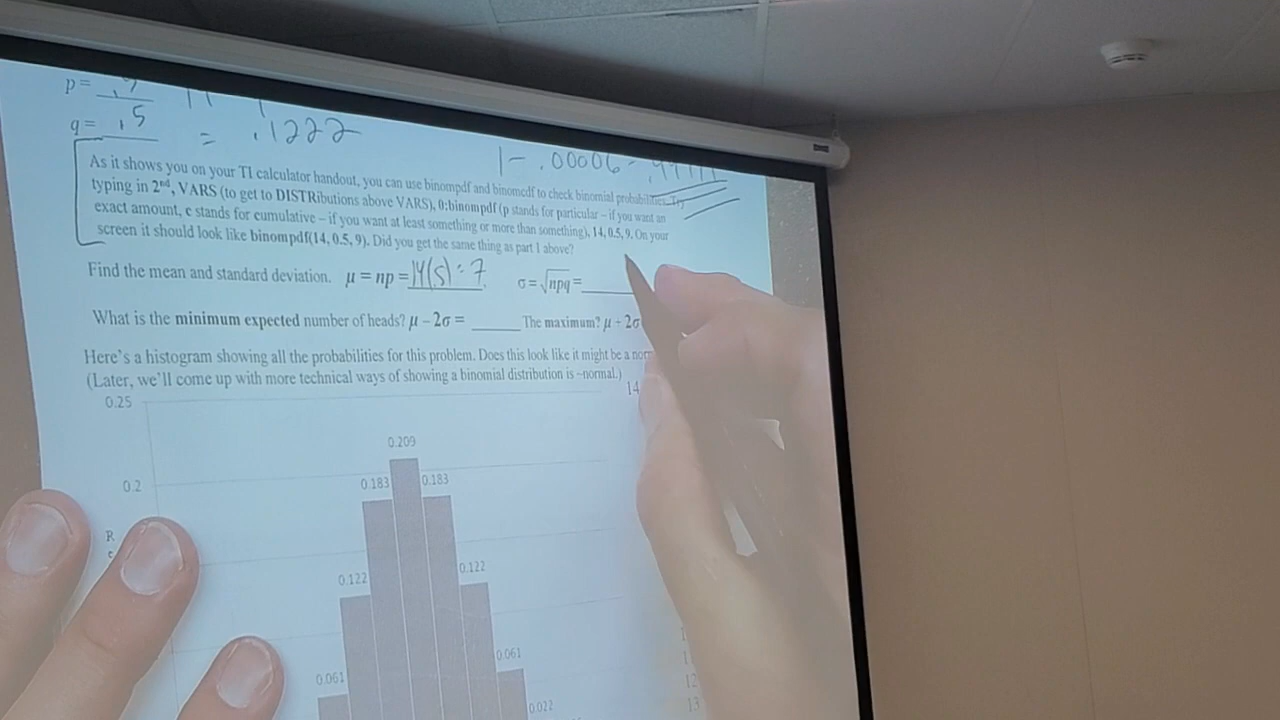 p=
q= .5
= .1222
1 - .00006 =
As it shows you on your TI calculator handout, you can use binompdf and binomcdf to check binomial probabilities. Try
typing in 2nd, VARS (to get to DISTRibutions above VARS), 0:binompdf (p stands for particular – if you want an
exact amount, c stands for cumulative – if you want at least something or more than something), 14, 0.5, 9. On your
screen it should look like binompdf(14, 0.5, 9). Did you get the same thing as part 1 above?
Find the mean and standard deviation. μ = np = 14(.5) = 7 σ = √npq =
What is the minimum expected number of heads? μ – 2σ = ____ The maximum? μ + 2σ
Here's a histogram showing all the probabilities for this problem. Does this look like it might be a nor
(Later, we'll come up with more technical ways of showing a binomial distribution is ~normal.)
14
0.25
0.209
0.2
0.183
0.183
0.122
0.122
0.061
0.061
0.022
R
12
13